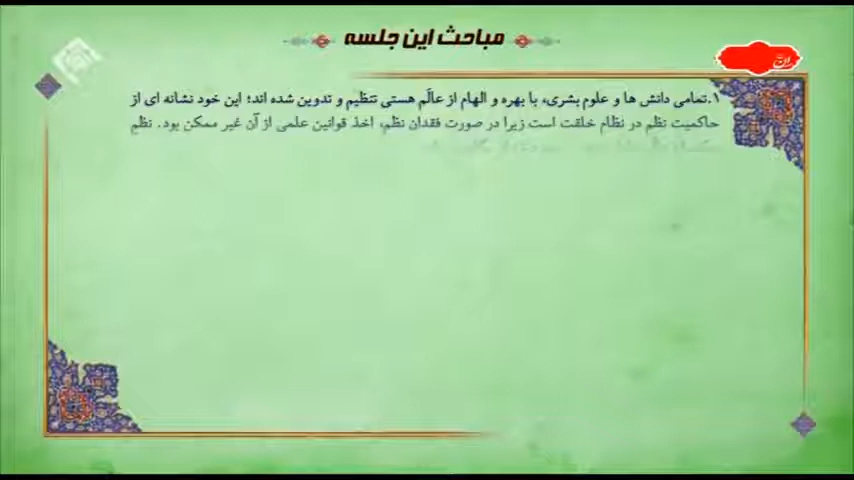 مباحث این جلسه
۱.تمامی دانش ها و علوم بشری، با بهره و الهام از عالَم هستی تنظیم و تدوین شده اند؛ این خود نشانه ای از
حاکمیت نظم در نظام خلقت است زیرا در صورت فقدان نظم، اخذ قوانین علمی از آن غیر ممکن بود. نظم